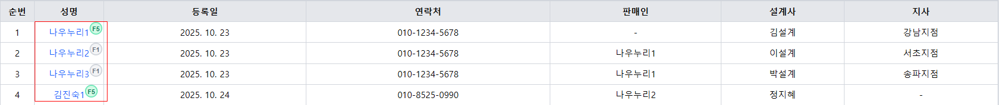 순번 성명 등록일 연락처 판매인 설계사 지사
1 나우누리1 F5 2025. 10. 23 010-1234-5678 - 김설계 강남지점
2 나우누리2 F1 2025. 10. 23 010-1234-5678 나우누리1 이설계 서초지점
3 나우누리3 F1 2025. 10. 23 010-1234-5678 나우누리1 박설계 송파지점
4 김진숙1 F5 2025. 10. 24 010-8525-0990 나우누리2 정지혜 -